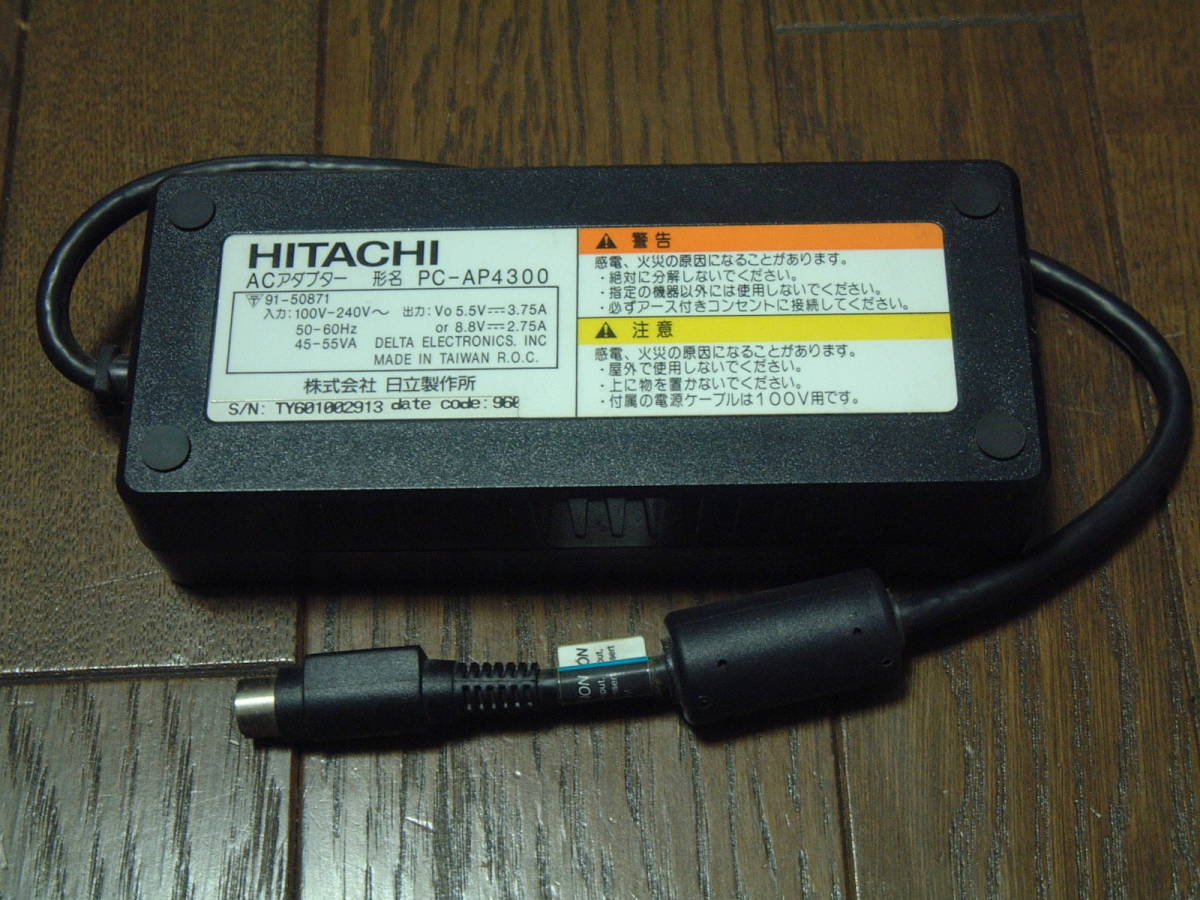 HITACHI
ACアダプター 形名 PC-AP4300
91-50871
入力:100V-240V～ 出力:Vo 5.5V⎓3.75A
50-60Hz or 8.8V⎓2.75A
45-55VA DELTA ELECTRONICS, INC
MADE IN TAIWAN R.O.C.
株式会社 日立製作所
S/N: TY601002913 date code:960
⚠ 警告
感電、火災の原因になることがあります。
・絶対に分解しないでください。
・指定の機器以外には使用しないでください。
・必ずアース付きコンセントに接続してください。
⚠ 注意
感電、火災の原因になることがあります。
・屋外で使用しないでください。
・上に物を置かないでください。
・付属の電源ケーブルは100V用です。
out,